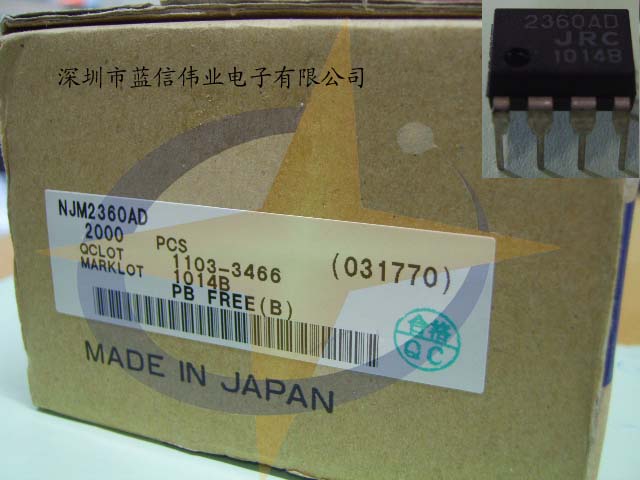 2360AD
JRC
1014B
深圳市蓝信伟业电子有限公司
NJM2360AD
2000 PCS
QCLOT 1103-3466 (031770)
MARKLOT 1014B
PB FREE(B)
合格
QC
MADE IN JAPAN